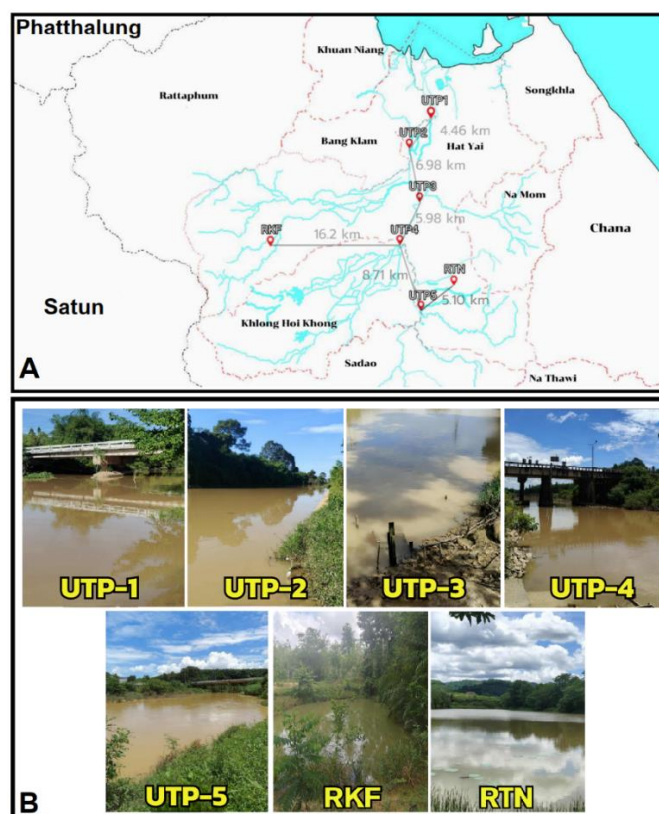 Phatthalung
Khuan Niang
Rattaphum
Songkhla
UTP1
4.46 km
Bang Klam
UTP2
Hat Yai
6.98 km
UTP3
Na Mom
5.98 km
Chana
RKF
16.2 km.
UTP4
RTN
8.71 km
UTP5
5.10 km
Satun
Khlong Hoi Khong
Sadao
Na Thawi
A
UTP-1
UTP-2
UTP-3
UTP-4
UTP-5
RKF
RTN
B